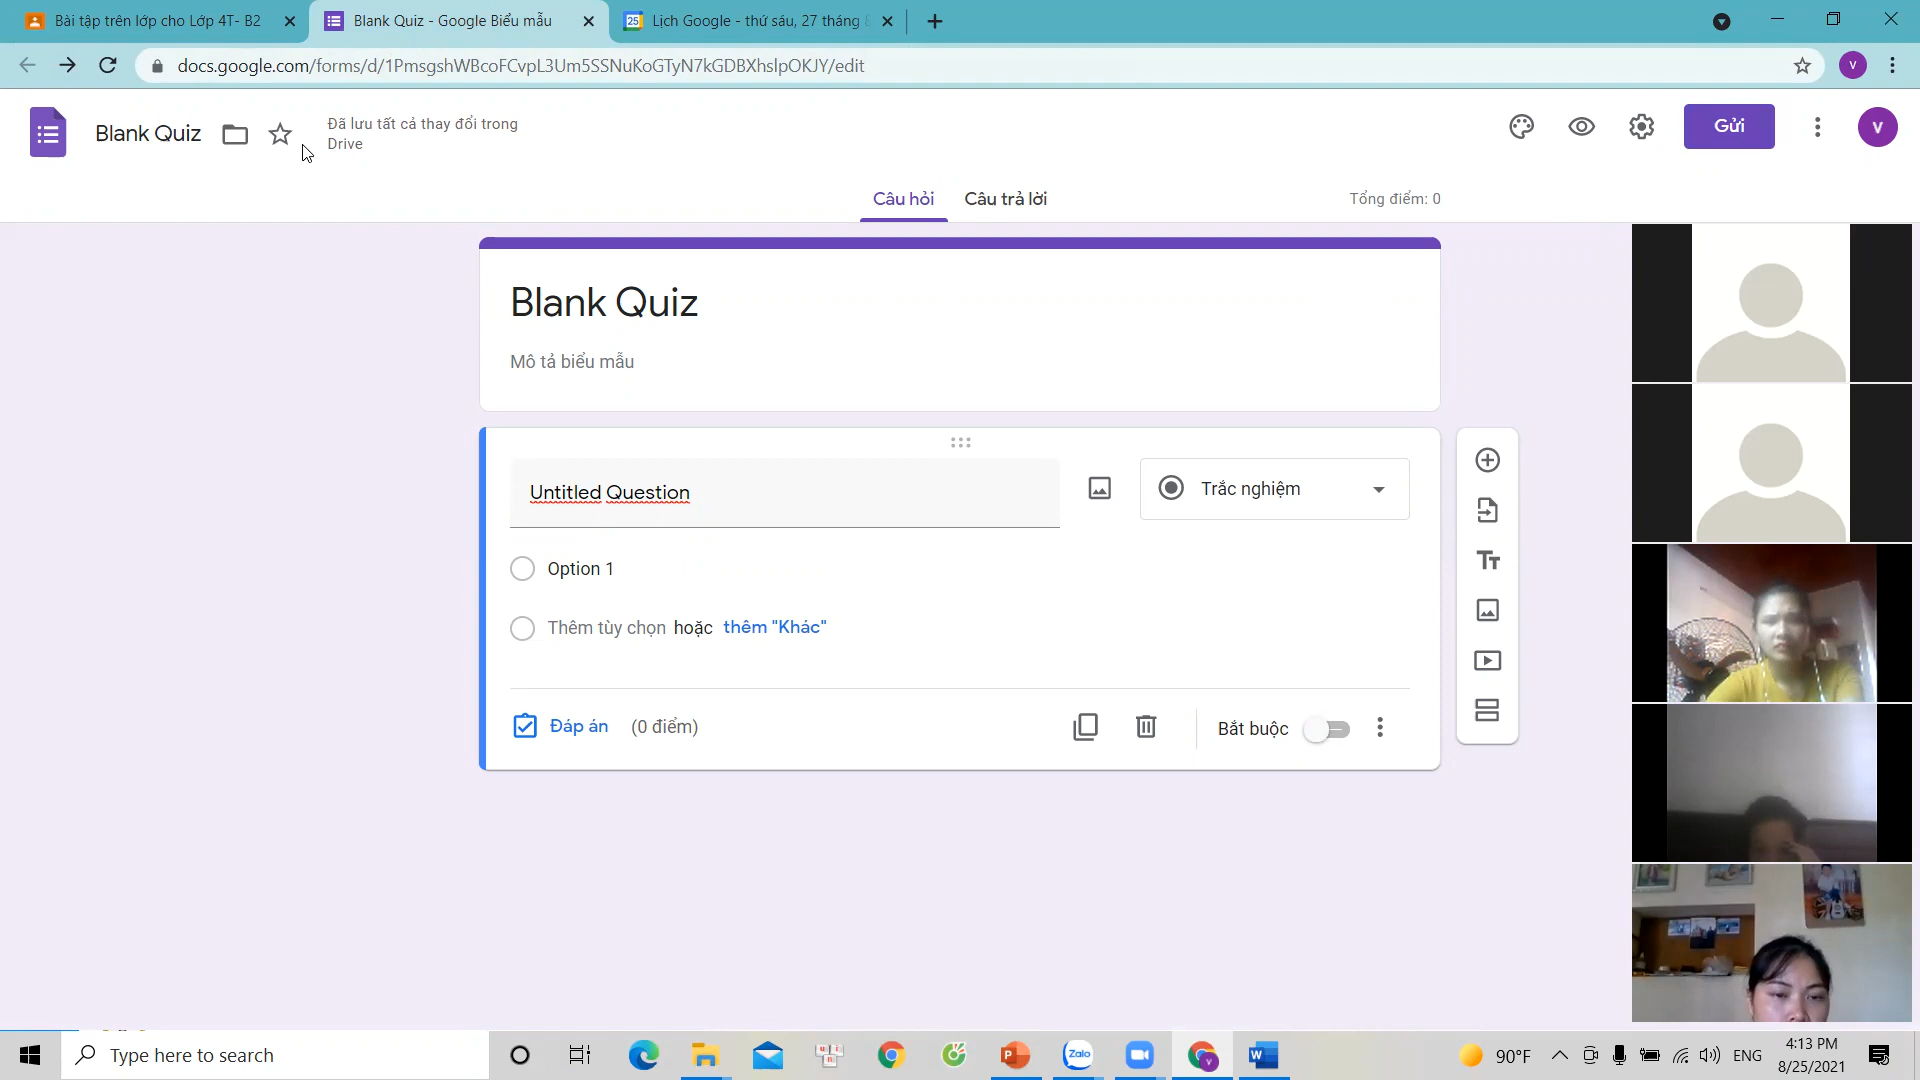 Bài tập trên lớp cho Lớp 4T- B2
Blank Quiz - Google Biểu mẫu
Lịch Google - thứ sáu, 27 tháng 8
docs.google.com/forms/d/1PmsgshWBcoFCvpL3Um5SSNuKoGTyN7kGDBXhslpOKJY/edit
V
Blank Quiz
Đã lưu tất cả thay đổi trong
Drive
Gửi
V
Câu hỏi
Câu trả lời
Tổng điểm: 0
Blank Quiz
Mô tả biểu mẫu
Untitled Question
Trắc nghiệm
Option 1
Thêm tùy chọn hoặc thêm "Khác"
Đáp án (0 điểm)
Bắt buộc
Type here to search
Zalo
90°F
ENG
4:13 PM
8/25/2021